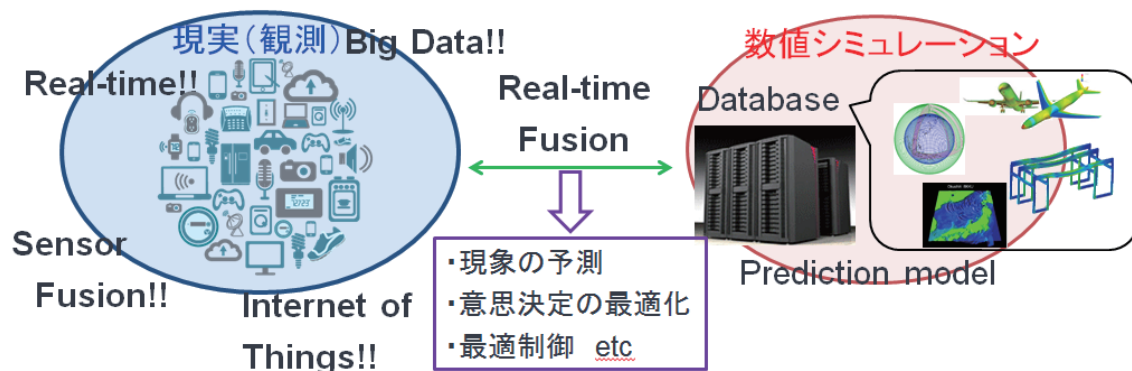 現実(観測)
Big Data!!
Real-time!!
Sensor
Fusion!!
Internet of
Things!!
Real-time
Fusion
・現象の予測
・意思決定の最適化
・最適制御 etc
数値シミュレーション
Database
Prediction model